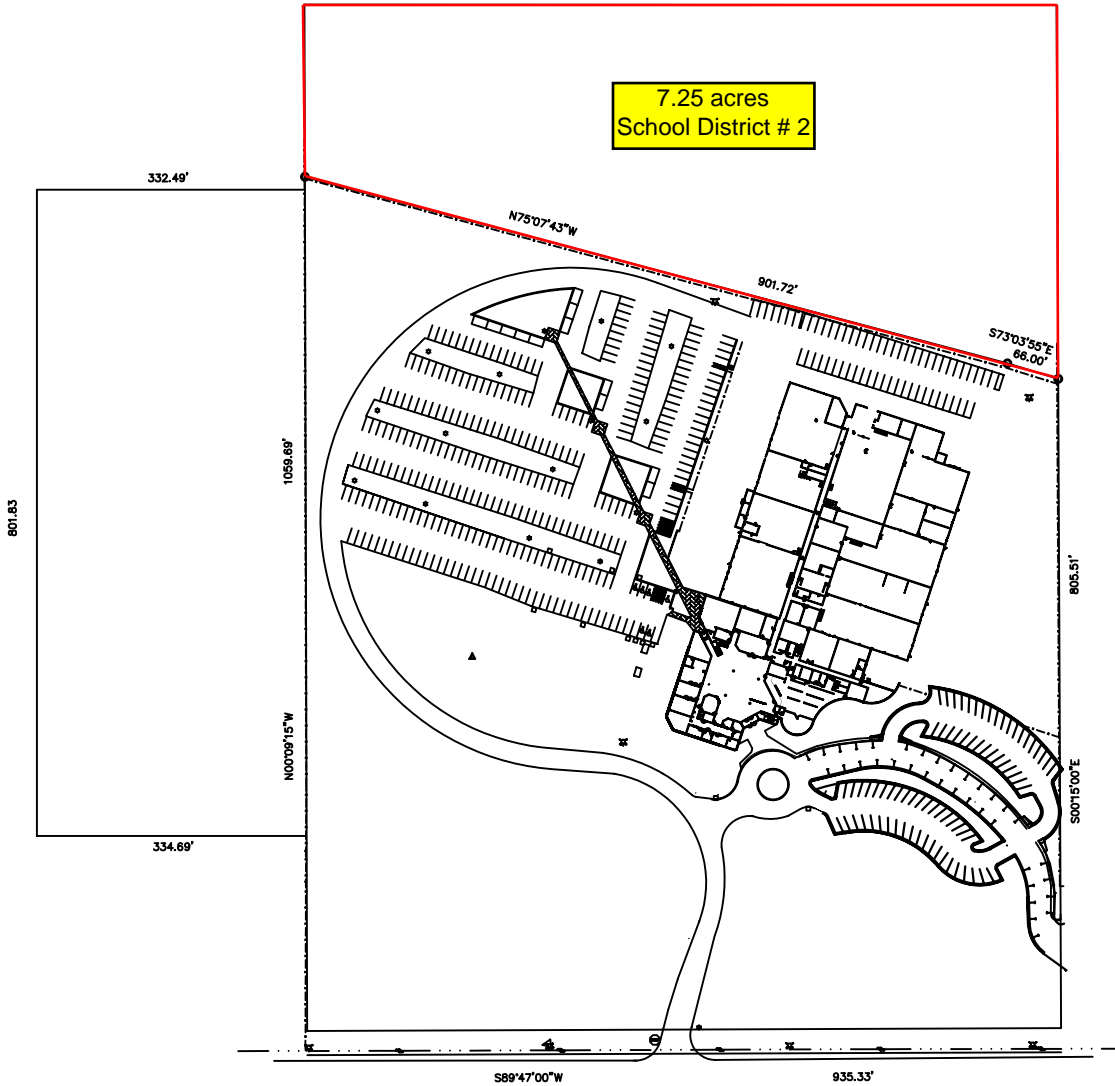 7.25 acres
School District # 2
332.49'
N75°07'43"W
901.72'
S73°03'55"E
66.00'
1059.69'
801.83
805.51'
N00°09'15"W
S00°15'00"E
334.69'
S89°47'00"W
935.33'